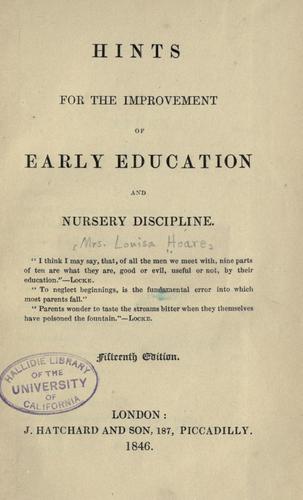 HINTS
FOR THE IMPROVEMENT
OF
EARLY EDUCATION
AND
NURSERY DISCIPLINE.
[Mrs. Louisa Hoare]
" I think I may say, that, of all the men we meet with, nine parts
of ten are what they are, good or evil, useful or not, by their
education."—LOCKE.
" To neglect beginnings, is the fundamental error into which
most parents fall."
" Parents wonder to taste the streams bitter when they themselves
have poisoned the fountain."—LOCKE.
Fifteenth Edition.
HALLIDIE LIBRARY
OF THE
UNIVERSITY
OF
CALIFORNIA
LONDON:
J. HATCHARD AND SON, 187, PICCADILLY.
1846.